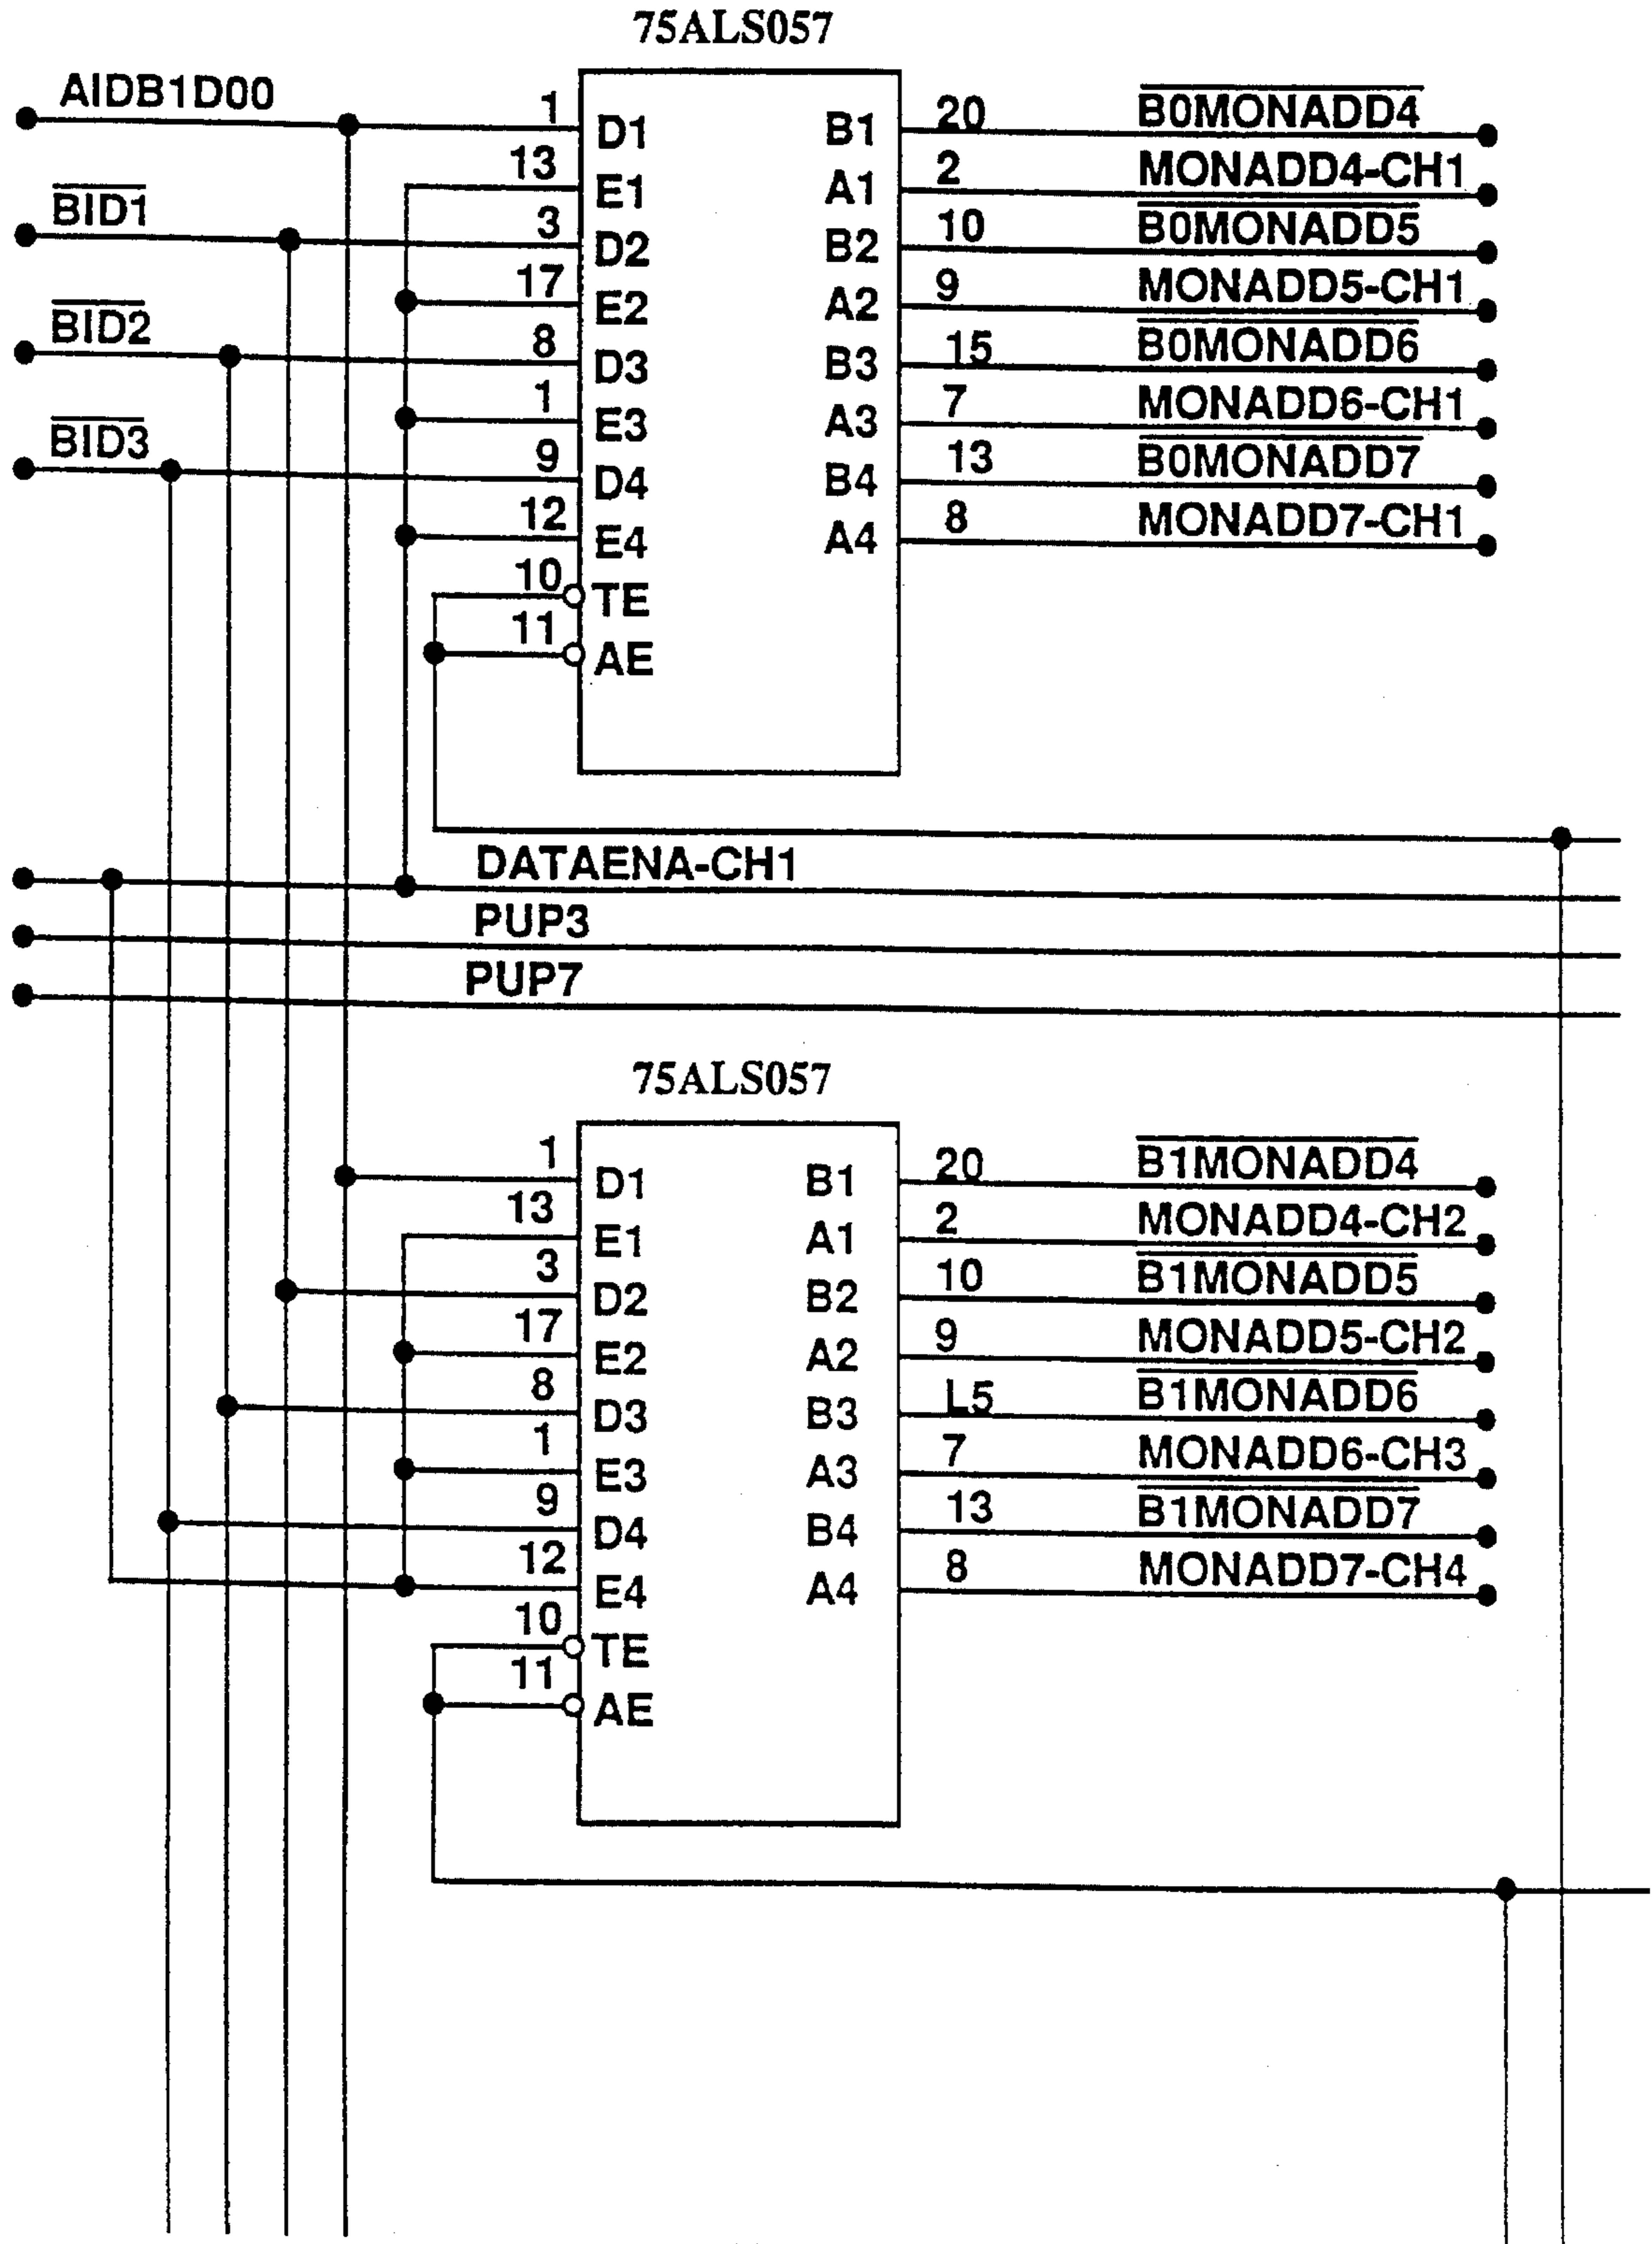 75ALS057
AIDB1D00
1 D1 B1 20 B0MONADD4
13 E1 A1 2 MONADD4-CH1
BID1
3 D2 B2 10 B0MONADD5
17 E2 A2 9 MONADD5-CH1
BID2
8 D3 B3 15 B0MONADD6
1 E3 A3 7 MONADD6-CH1
BID3
9 D4 B4 13 B0MONADD7
12 E4 A4 8 MONADD7-CH1
10 TE
11 AE
DATAENA-CH1
PUP3
PUP7
75ALS057
1 D1 B1 20 B1MONADD4
13 E1 A1 2 MONADD4-CH2
3 D2 B2 10 B1MONADD5
17 E2 A2 9 MONADD5-CH2
8 D3 B3 L5 B1MONADD6
1 E3 A3 7 MONADD6-CH3
9 D4 B4 13 B1MONADD7
12 E4 A4 8 MONADD7-CH4
10 TE
11 AE